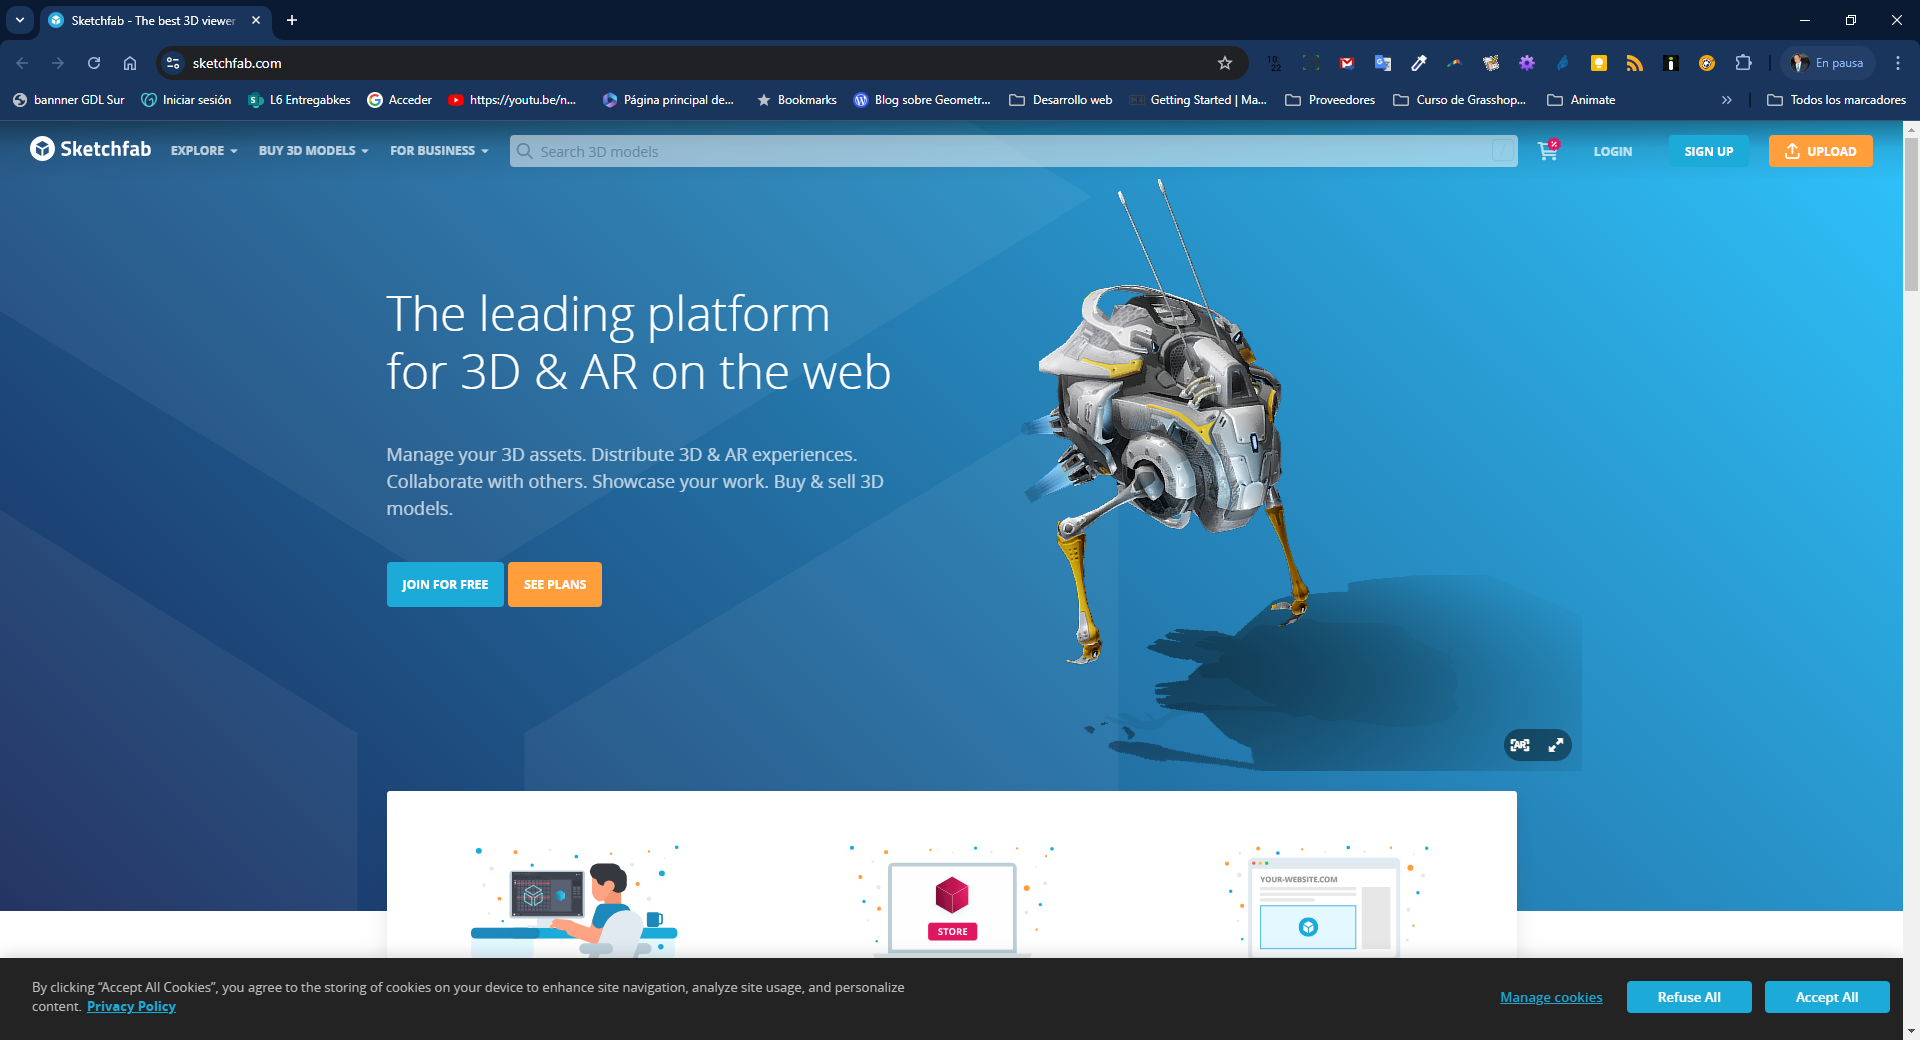 Sketchfab - The best 3D viewer
sketchfab.com
10:
22
En pausa
bannner GDL Sur
Iniciar sesión
L6 Entregabkes
Acceder
https://youtu.be/n...
Página principal de...
Bookmarks
Blog sobre Geometr...
Desarrollo web
Getting Started | Ma...
Proveedores
Curso de Grasshop...
Animate
»
Todos los marcadores
Sketchfab
EXPLORE
BUY 3D MODELS
FOR BUSINESS
Search 3D models
/
%
LOGIN
SIGN UP
UPLOAD
The leading platform
for 3D & AR on the web
Manage your 3D assets. Distribute 3D & AR experiences.
Collaborate with others. Showcase your work. Buy & sell 3D
models.
JOIN FOR FREE
SEE PLANS
AR
STORE
YOUR-WEBSITE.COM
By clicking “Accept All Cookies”, you agree to the storing of cookies on your device to enhance site navigation, analyze site usage, and personalize
content. Privacy Policy
Manage cookies
Refuse All
Accept All